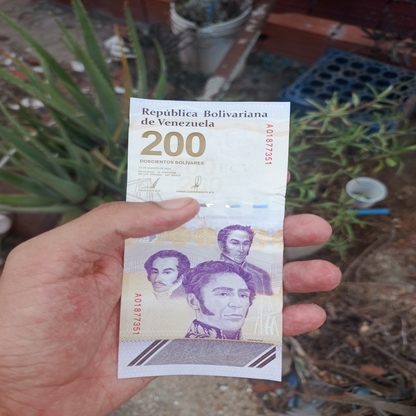 República Bolivariana
de Venezuela
200
DOSCIENTOS BOLÍVARES
A01877351
A01877351